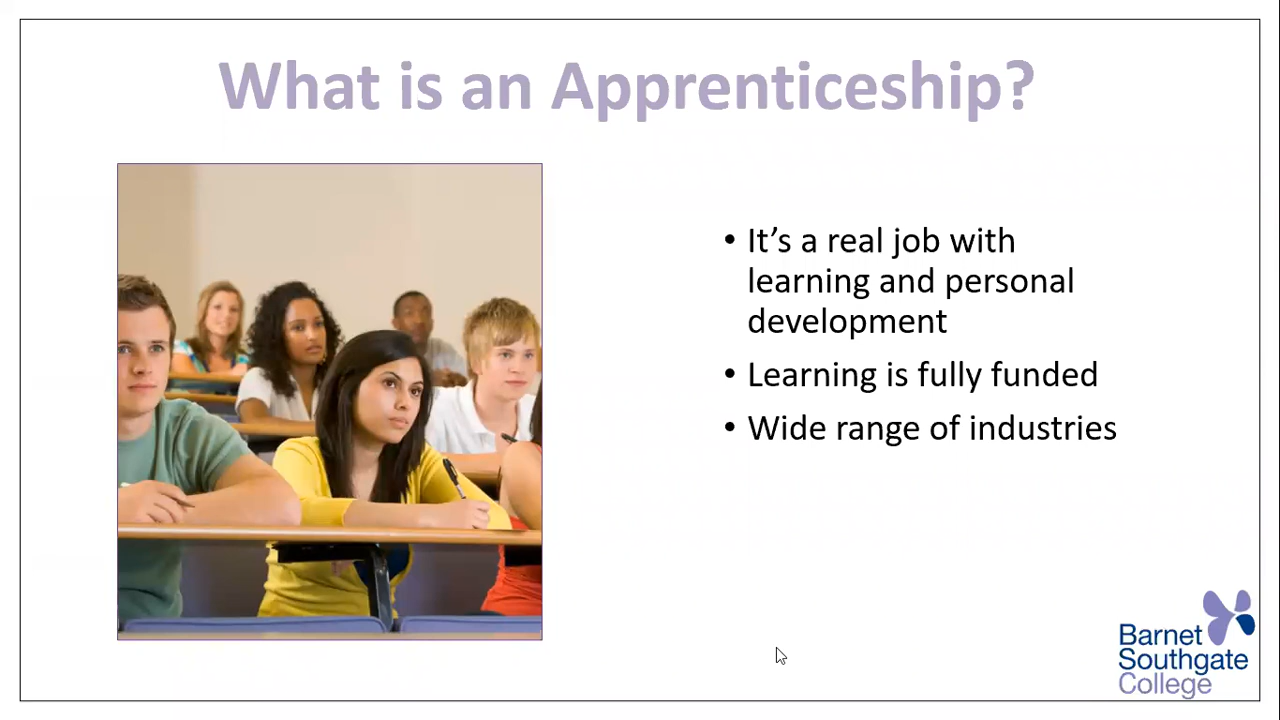 What is an Apprenticeship?
• It’s a real job with
learning and personal
development
• Learning is fully funded
• Wide range of industries
Barnet
Southgate
College